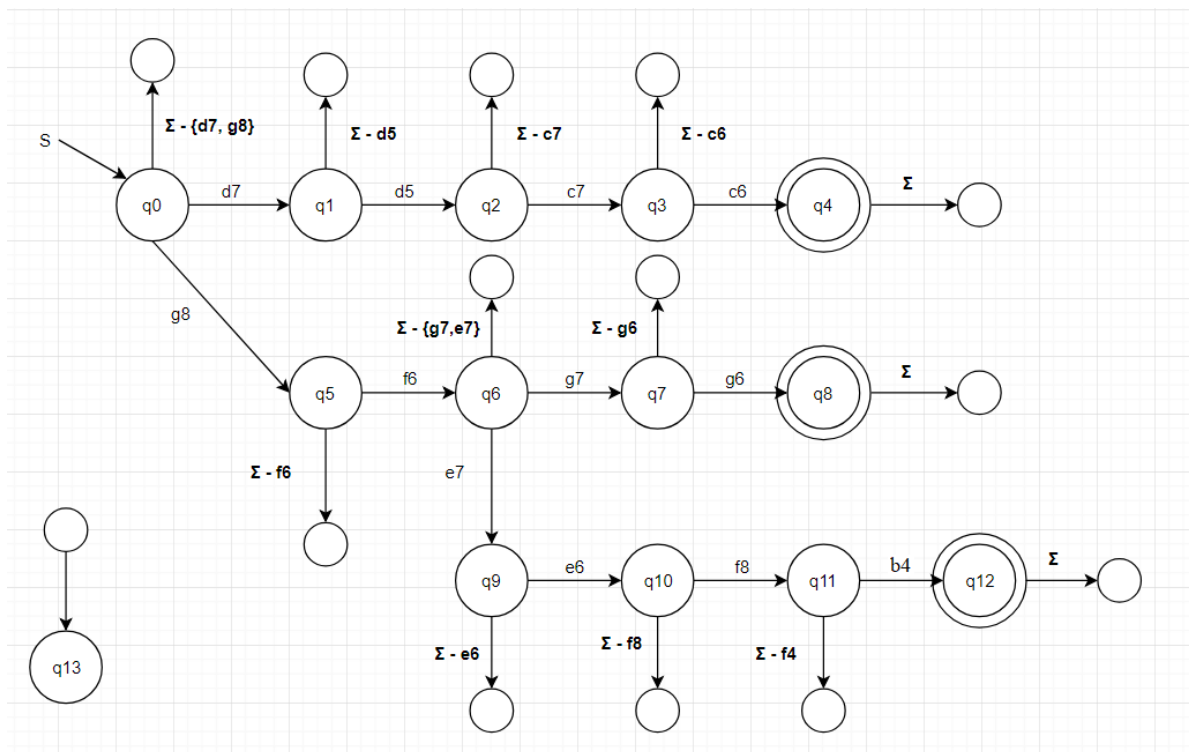 Σ - {d7, g8}
Σ - d5
Σ - c7
Σ - c6
S
q0
d7
q1
d5
q2
c7
q3
c6
q4
Σ
g8
Σ - {g7,e7}
Σ - g6
q5
f6
q6
g7
q7
g6
q8
Σ
Σ - f6
e7
q9
e6
q10
f8
q11
b4
q12
Σ
q13
Σ - e6
Σ - f8
Σ - f4